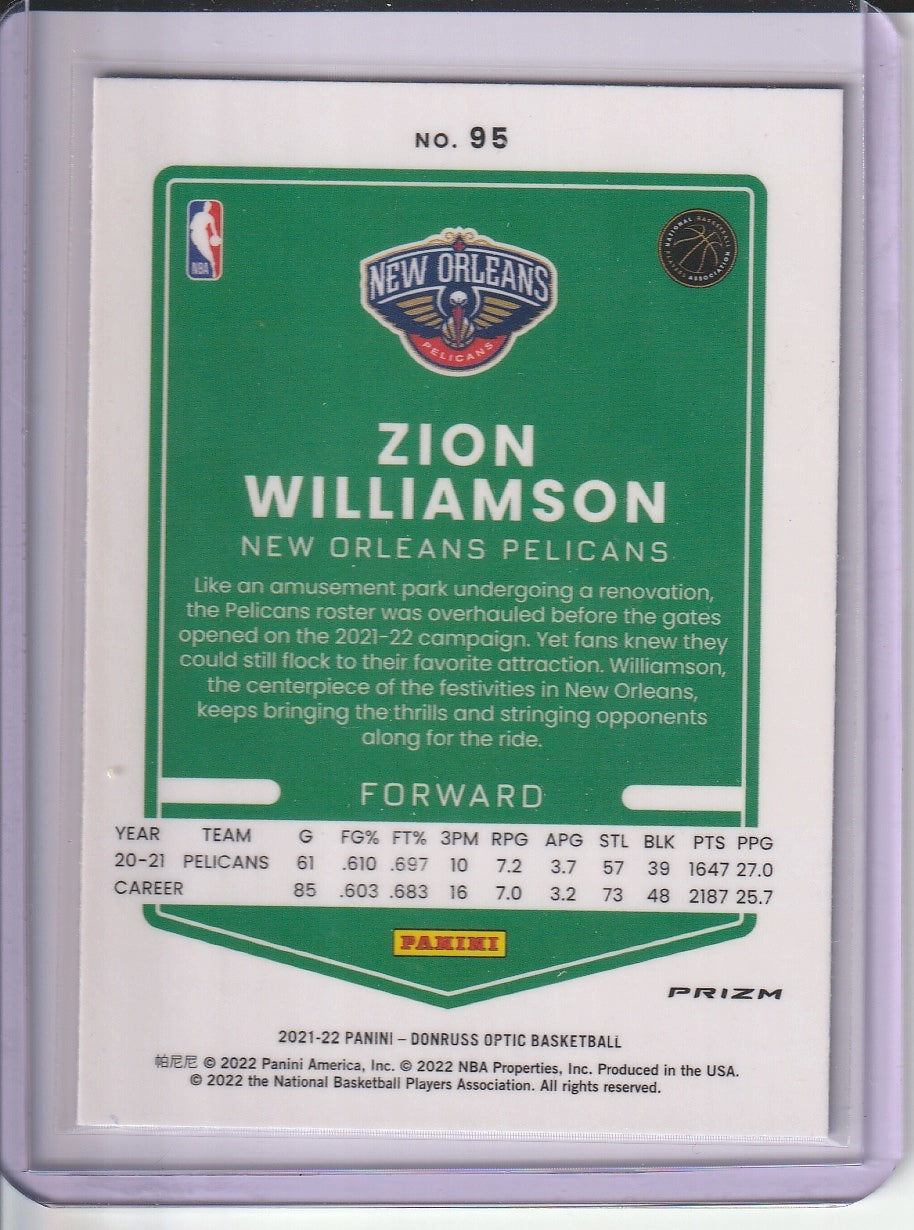 NO. 95
NBA
NATIONAL BASKETBALL PLAYERS ASSOCIATION
NEW ORLEANS
PELICANS
ZION
WILLIAMSON
NEW ORLEANS PELICANS
Like an amusement park undergoing a renovation,
the Pelicans roster was overhauled before the gates
opened on the 2021-22 campaign. Yet fans knew they
could still flock to their favorite attraction. Williamson,
the centerpiece of the festivities in New Orleans,
keeps bringing the thrills and stringing opponents
along for the ride.
FORWARD
YEAR TEAM G FG% FT% 3PM RPG APG STL BLK PTS PPG
20-21 PELICANS 61 .610 .697 10 7.2 3.7 57 39 1647 27.0
CAREER 85 .603 .683 16 7.0 3.2 73 48 2187 25.7
PANINI
PRIZM
2021-22 PANINI – DONRUSS OPTIC BASKETBALL
帕尼尼 © 2022 Panini America, Inc. © 2022 NBA Properties, Inc. Produced in the USA.
© 2022 the National Basketball Players Association. All rights reserved.